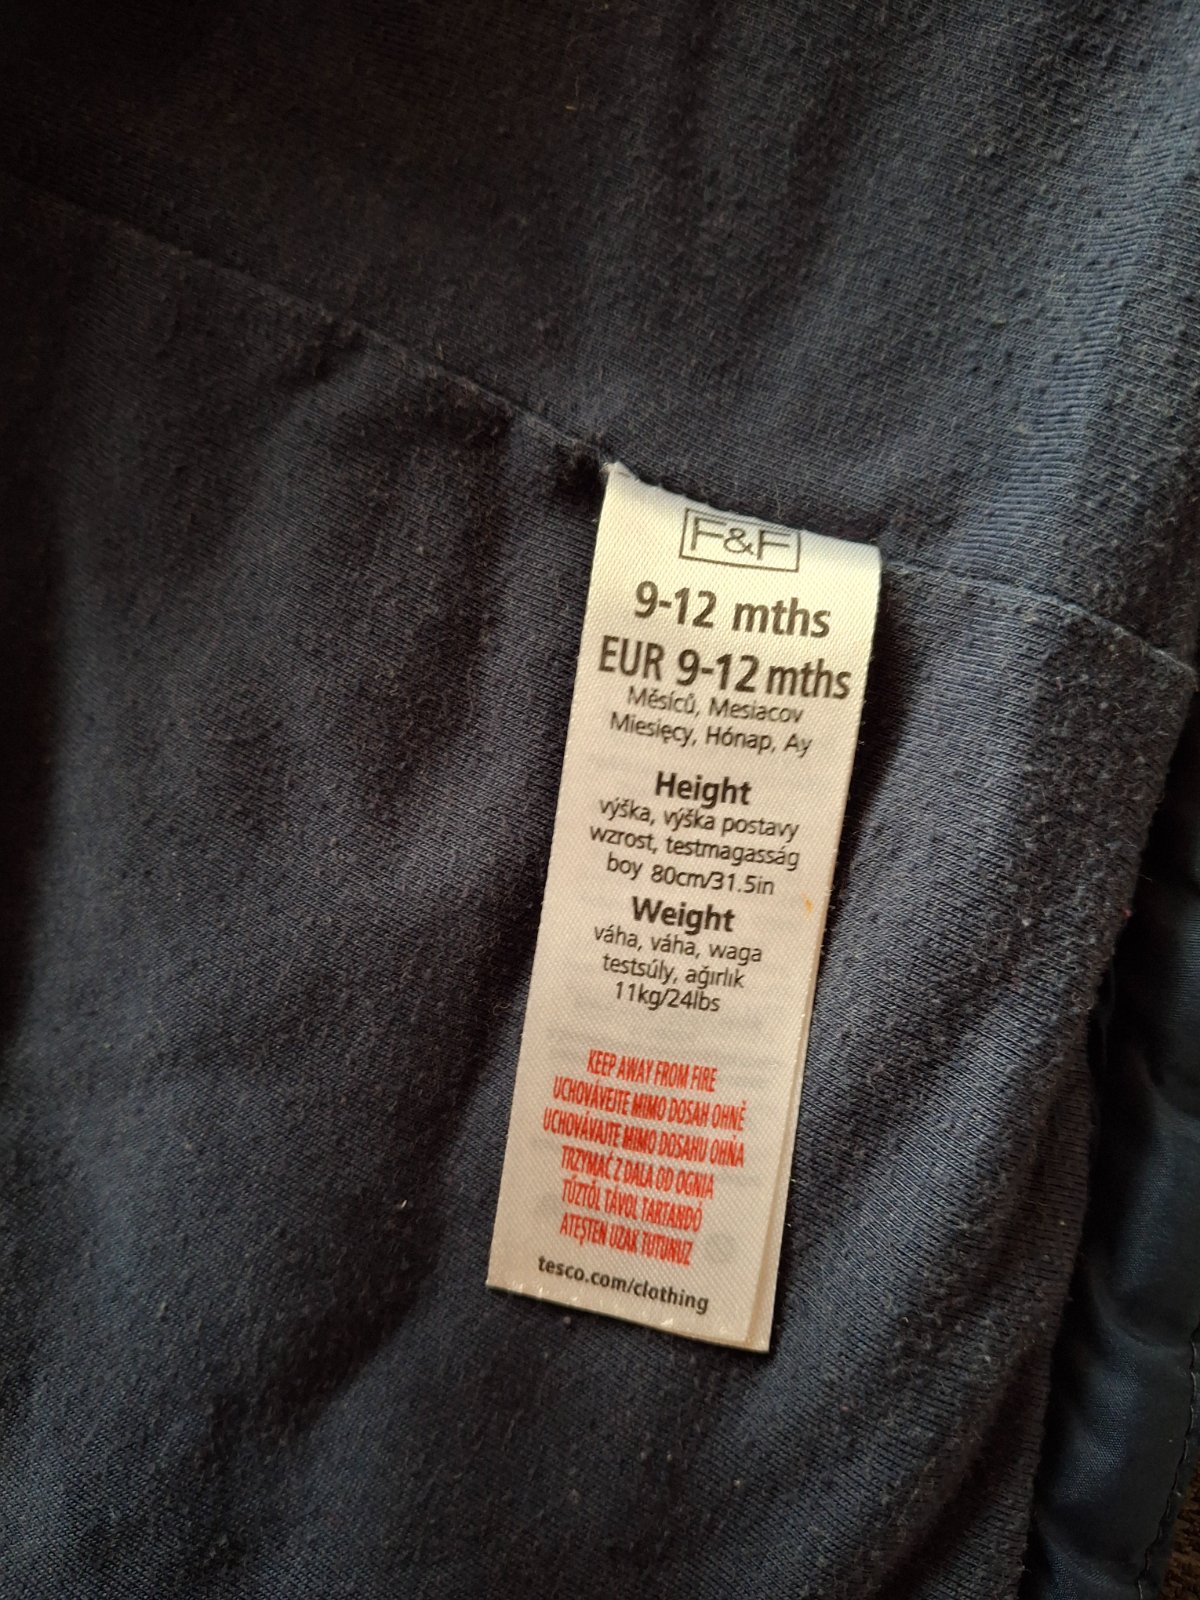 F&F
9-12 mths
EUR 9-12 mths
Měsíců, Mesiacov
Miesięcy, Hónap, Ay
Height
výška, výška postavy
wzrost, testmagasság
boy 80cm/31.5in
Weight
váha, váha, waga
testsúly, ağırlık
11kg/24lbs
KEEP AWAY FROM FIRE
UCHOVÁVEJTE MIMO DOSAH OHNĚ
UCHOVÁVAJTE MIMO DOSAHU OHŇA
TRZYMAĆ Z DALA OD OGNIA
TŰZTŐL TÁVOL TARTANDÓ
ATEŞTEN UZAK TUTUNUZ
tesco.com/clothing